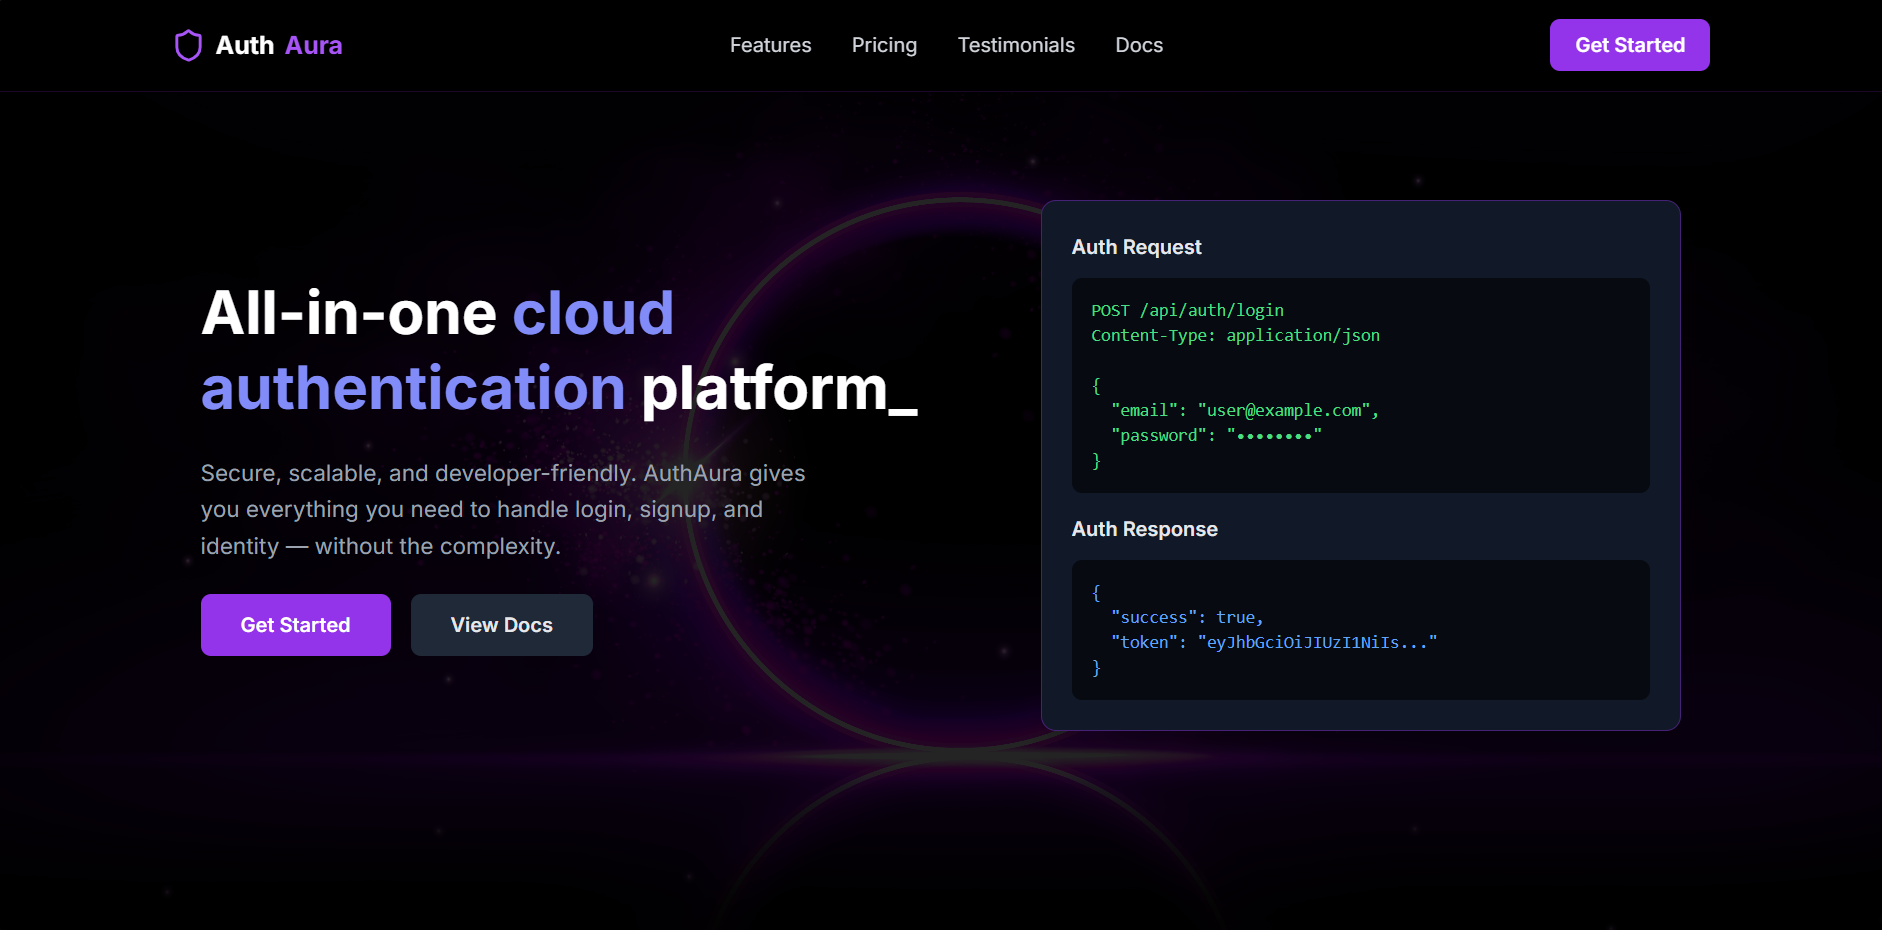 Auth Aura
Features Pricing Testimonials Docs
Get Started
All-in-one cloud
authentication platform_
Secure, scalable, and developer-friendly. AuthAura gives
you everything you need to handle login, signup, and
identity — without the complexity.
Get Started
View Docs
Auth Request
POST /api/auth/login
Content-Type: application/json
{
  "email": "user@example.com",
  "password": "••••••••"
}
Auth Response
{
  "success": true,
  "token": "eyJhbGciOiJIUzI1NiIs..."
}